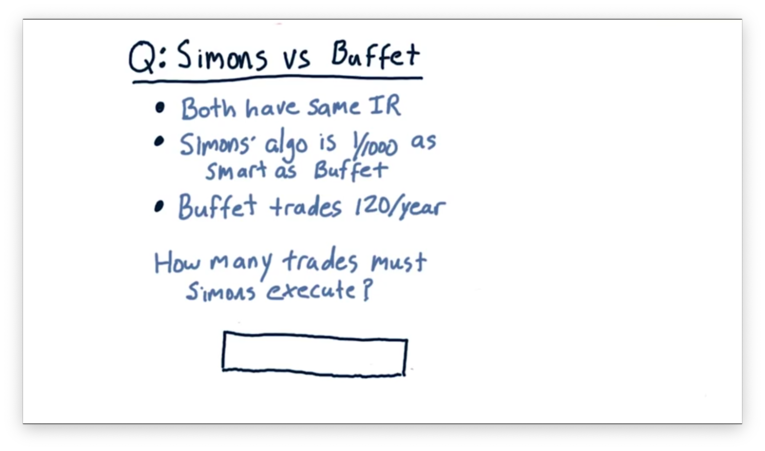 Q: Simons vs Buffet
• Both have same IR
• Simons' algo is 1/1000 as
smart as Buffet
• Buffet trades 120/year
How many trades must
Simons execute?